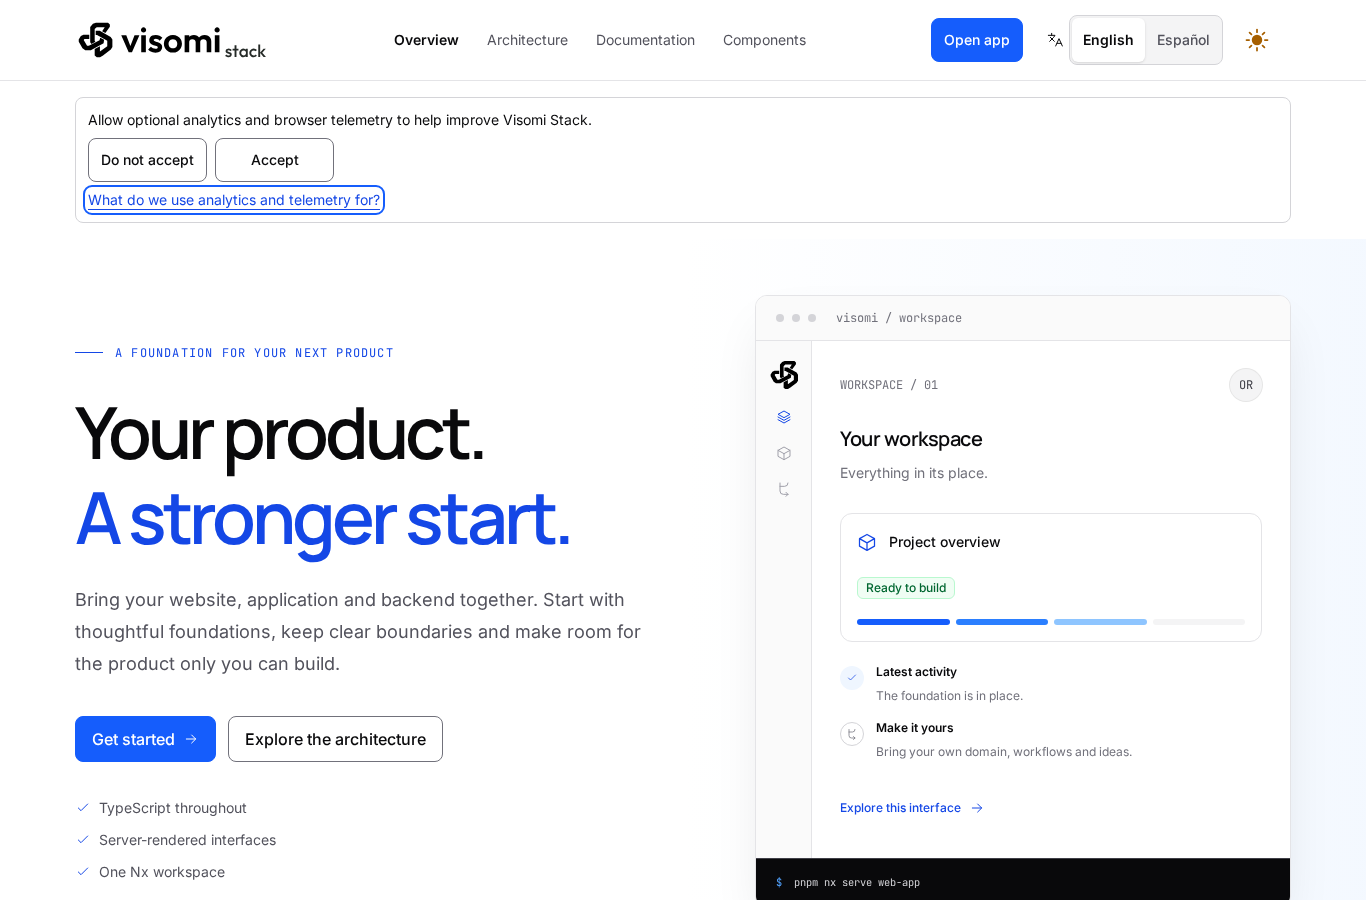 visomi stack
Overview
Architecture
Documentation
Components
Open app
English
Español
Allow optional analytics and browser telemetry to help improve Visomi Stack.
Do not accept
Accept
What do we use analytics and telemetry for?
A FOUNDATION FOR YOUR NEXT PRODUCT
Your product.
A stronger start.
Bring your website, application and backend together. Start with
thoughtful foundations, keep clear boundaries and make room for
the product only you can build.
Get started
Explore the architecture
TypeScript throughout
Server-rendered interfaces
One Nx workspace
visomi / workspace
WORKSPACE / 01
OR
Your workspace
Everything in its place.
Project overview
Ready to build
Latest activity
The foundation is in place.
Make it yours
Bring your own domain, workflows and ideas.
Explore this interface
$ pnpm nx serve web-app